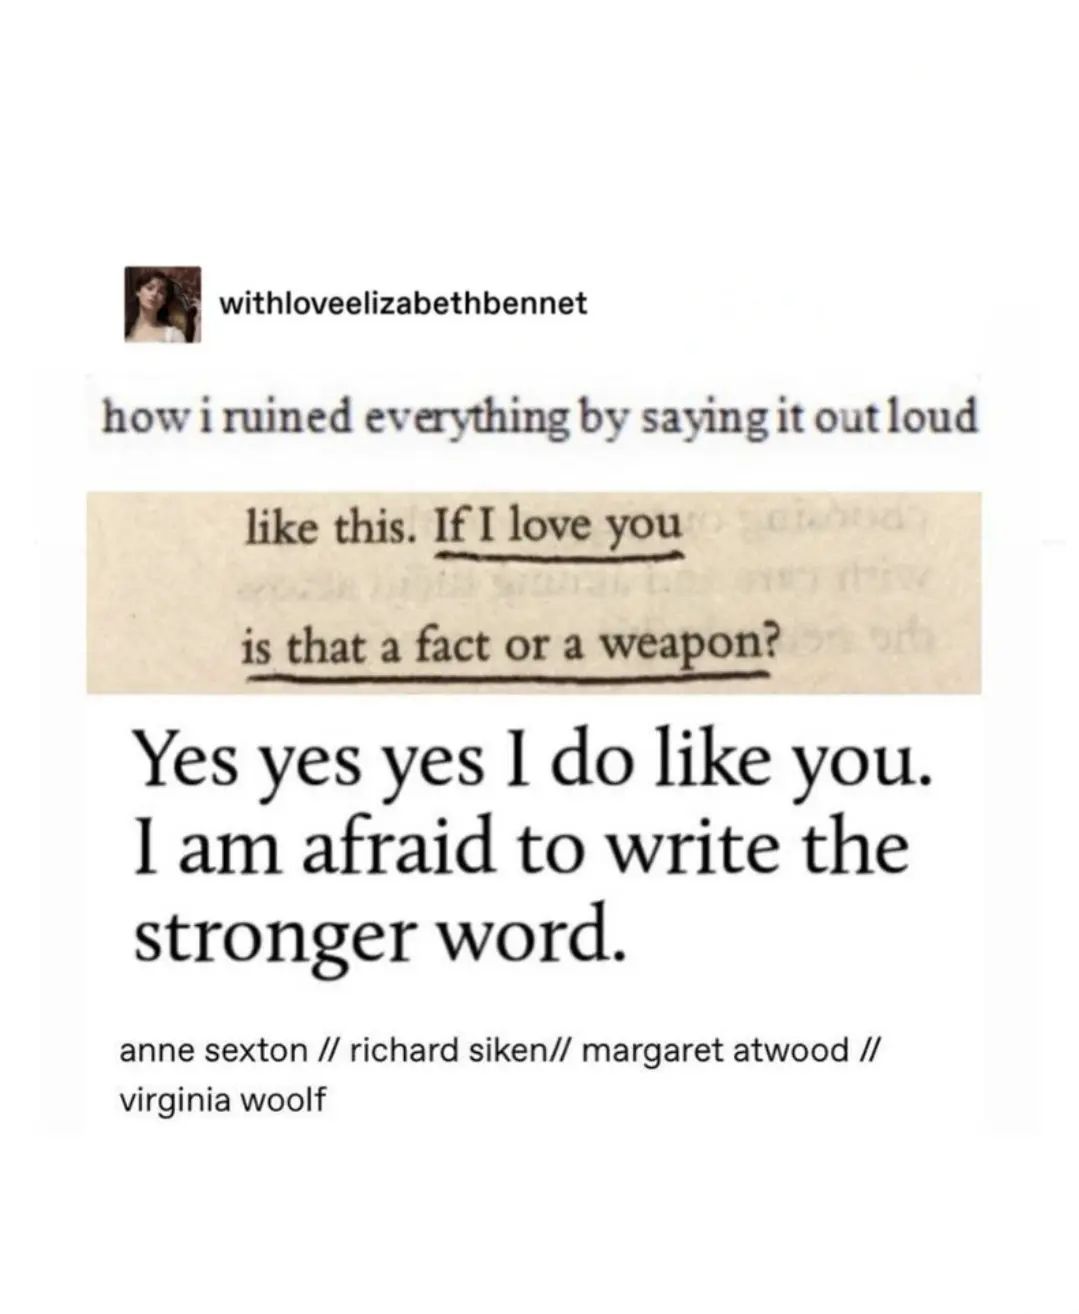 withloveelizabethbennet
how i ruined everything by saying it out loud
like this. If I love you
is that a fact or a weapon?
Yes yes yes I do like you.
I am afraid to write the
stronger word.
anne sexton // richard siken// margaret atwood //
virginia woolf